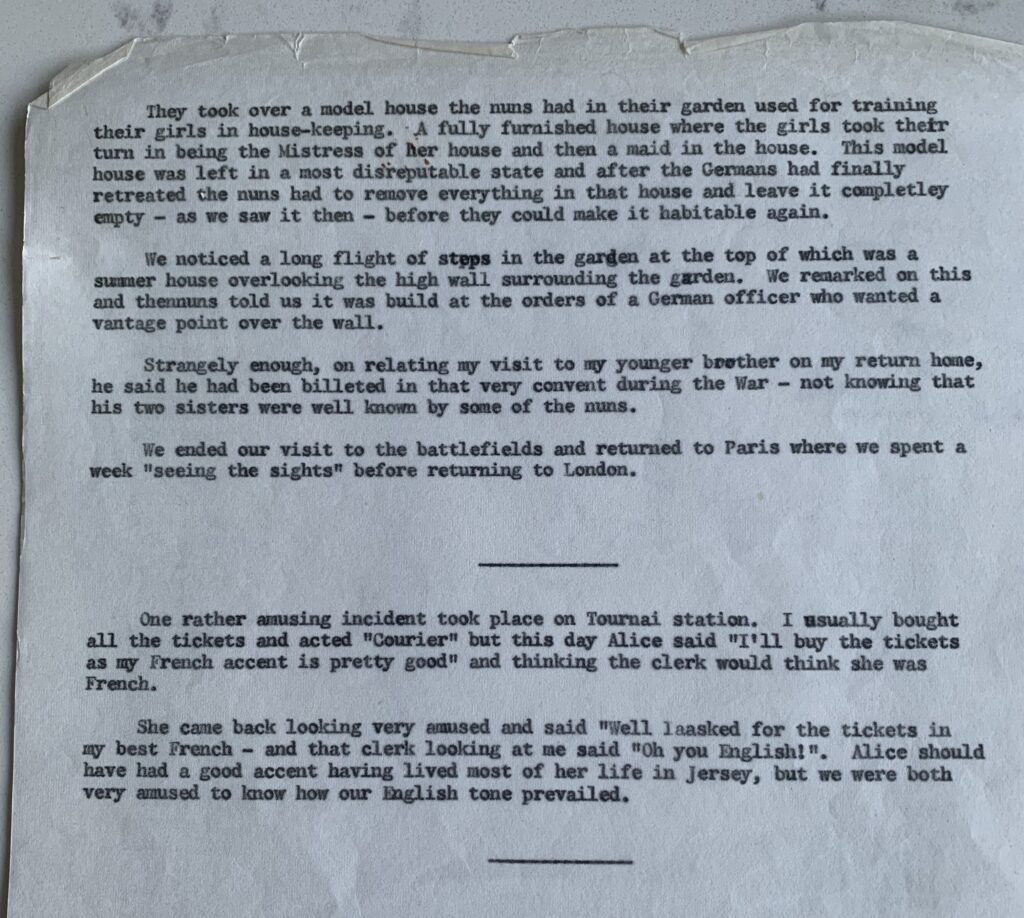 They took over a model house the nuns had in their garden used for training
their girls in house-keeping. A fully furnished house where the girls took their
turn in being the Mistress of her house and then a maid in the house. This model
house was left in a most disreputable state and after the Germans had finally
retreated the nuns had to remove everything in that house and leave it completley
empty - as we saw it then - before they could make it habitable again.
We noticed a long flight of steps in the garden at the top of which was a
summer house overlooking the high wall surrounding the garden. We remarked on this
and thennuns told us it was build at the orders of a German officer who wanted a
vantage point over the wall.
Strangely enough, on relating my visit to my younger brother on my return home,
he said he had been billeted in that very convent during the War - not knowing that
his two sisters were well known by some of the nuns.
We ended our visit to the battlefields and returned to Paris where we spent a
week "seeing the sights" before returning to London.
One rather amusing incident took place on Tournai station. I usually bought
all the tickets and acted "Courier" but this day Alice said "I'll buy the tickets
as my French accent is pretty good" and thinking the clerk would think she was
French.
She came back looking very amused and said "Well Iaasked for the tickets in
my best French - and that clerk looking at me said "Oh you English!". Alice should
have had a good accent having lived most of her life in Jersey, but we were both
very amused to know how our English tone prevailed.